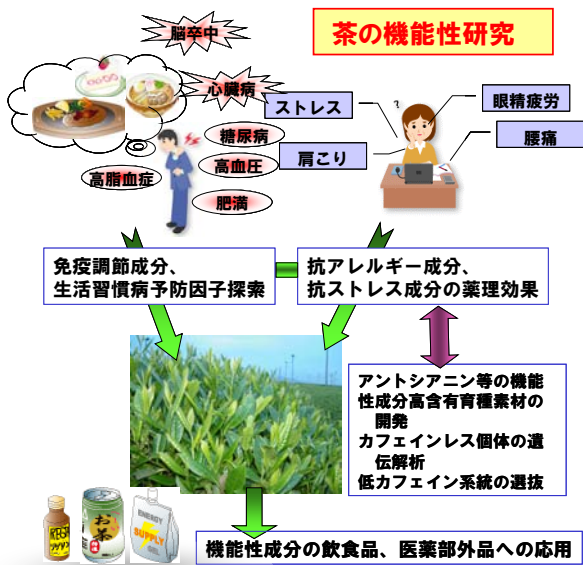 茶の機能性研究
脳卒中
心臓病
糖尿病
高血圧
高脂血症
肥満
ストレス
眼精疲労
肩こり
腰痛
?
免疫調節成分、
生活習慣病予防因子探索
抗アレルギー成分、
抗ストレス成分の薬理効果
アントシアニン等の機能
性成分高含有育種素材の
開発
カフェインレス個体の遺
伝解析
低カフェイン系統の選抜
お茶
ENERGY
SUPPLY
GEL
機能性成分の飲食品、医薬部外品への応用